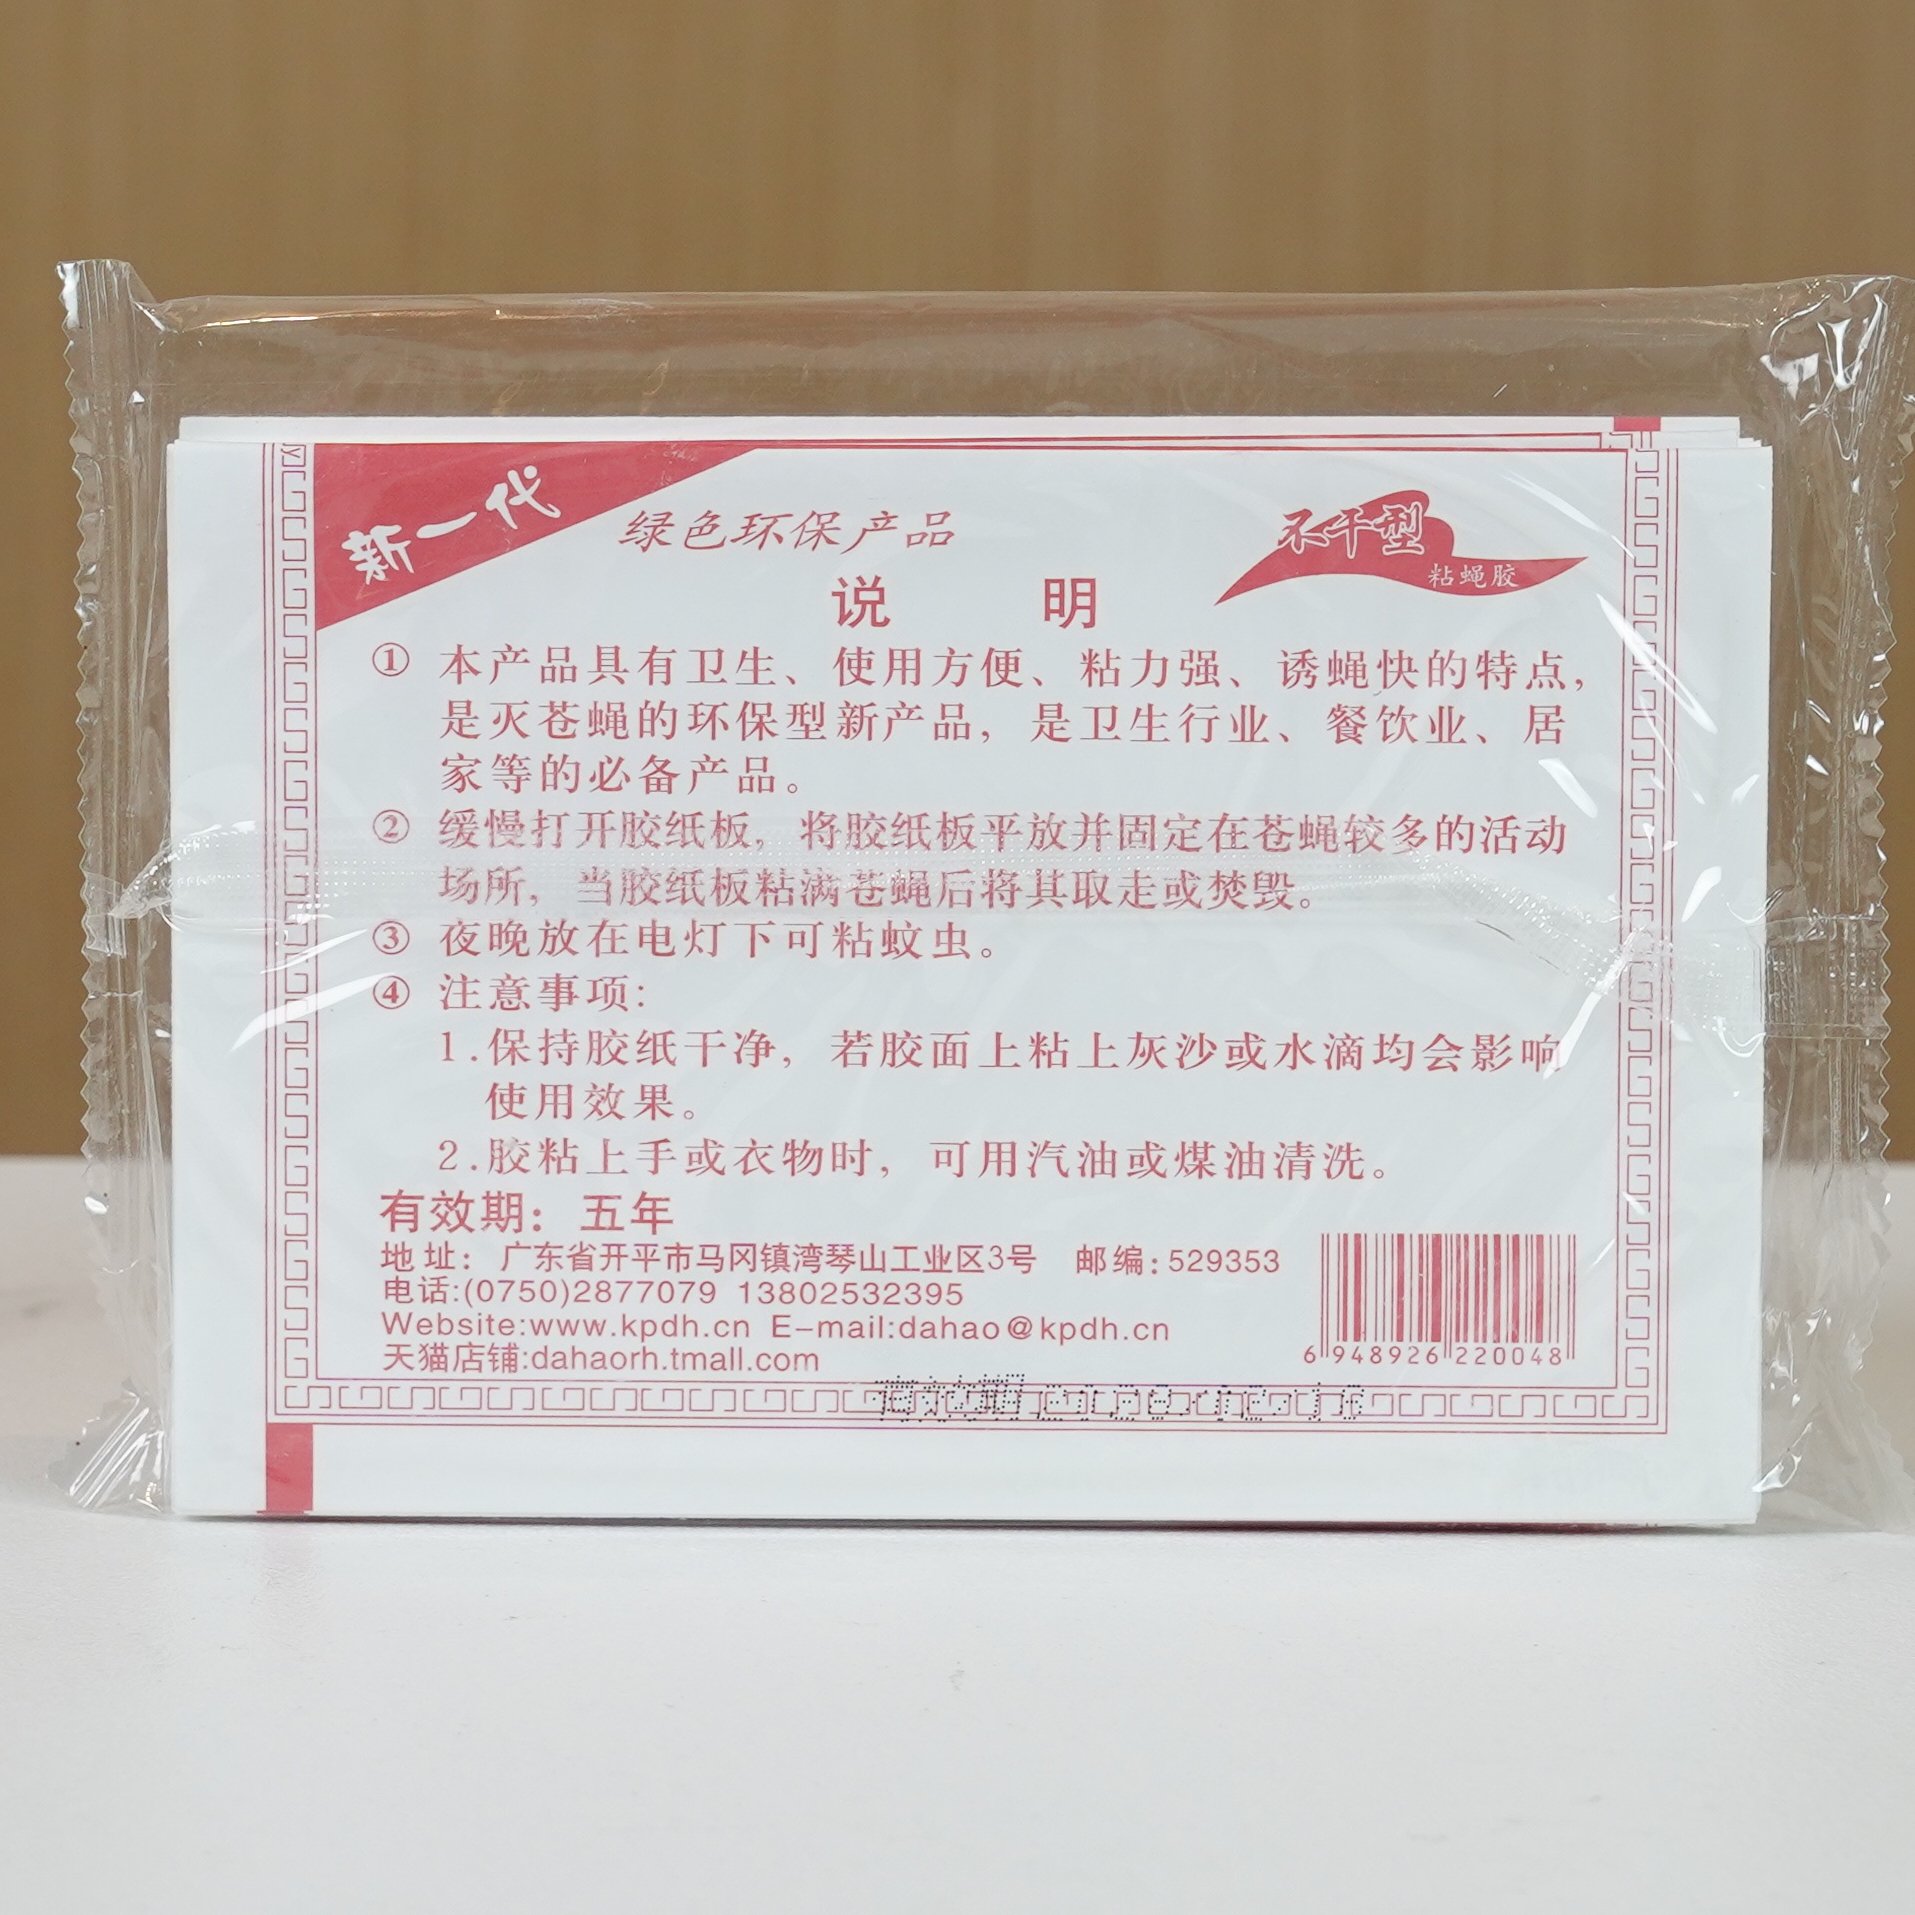 新一代
绿色环保产品
不干型
粘蝇胶
说 明
① 本产品具有卫生、使用方便、粘力强、诱蝇快的特点，
是灭苍蝇的环保型新产品，是卫生行业、餐饮业、居
家等的必备产品。
② 缓慢打开胶纸板，将胶纸板平放并固定在苍蝇较多的活动
场所，当胶纸板粘满苍蝇后将其取走或焚毁。
③ 夜晚放在电灯下可粘蚊虫。
④ 注意事项：
1.保持胶纸干净，若胶面上粘上灰沙或水滴均会影响
使用效果。
2.胶粘上手或衣物时，可用汽油或煤油清洗。
有效期：五年
地址：广东省开平市马冈镇湾琴山工业区3号 邮编：529353
电话:(0750)2877079 13802532395
Website:www.kpdh.cn E-mail:dahao@kpdh.cn
天猫店铺:dahaorh.tmall.com
6 948926 220048